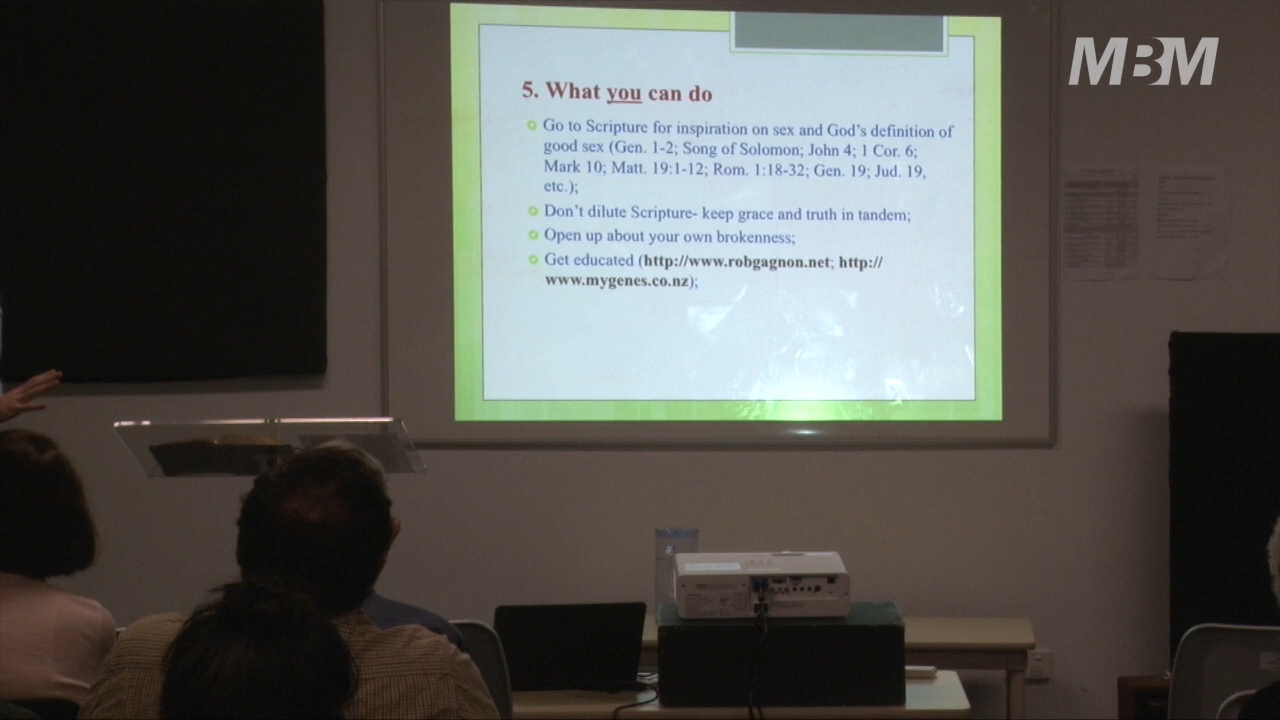 MBM
5. What you can do
Go to Scripture for inspiration on sex and God's definition of
good sex (Gen. 1-2; Song of Solomon; John 4; 1 Cor. 6;
Mark 10; Matt. 19:1-12; Rom. 1:18-32; Gen. 19; Jud. 19,
etc.);
Don't dilute Scripture- keep grace and truth in tandem;
Open up about your own brokenness;
Get educated (http://www.robgagnon.net; http://
www.mygenes.co.nz);